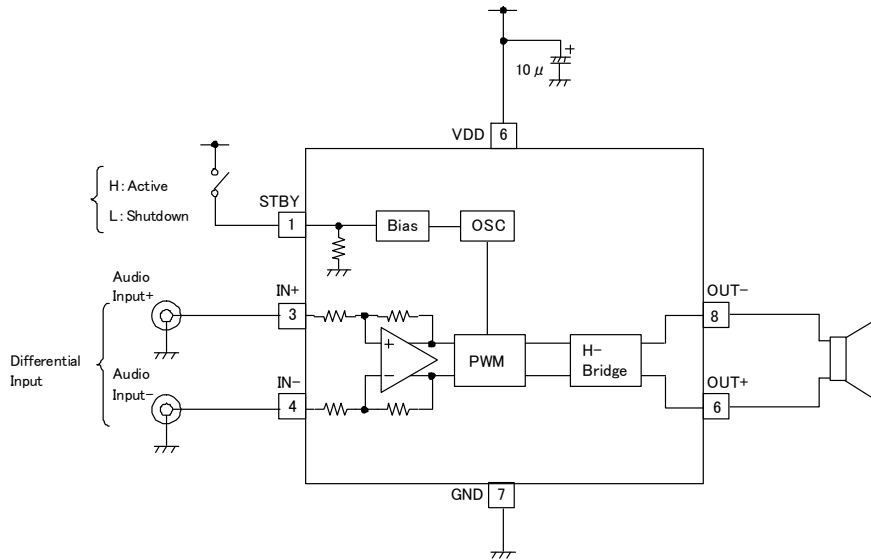 +
10μ
VDD
6
H: Active
L: Shutdown
STBY
1
Bias
OSC
Audio
Input+
IN+
3
OUT-
8
+
-
PWM
H-
Bridge
Differential
Input
Audio
Input-
IN-
4
OUT+
6
GND
7